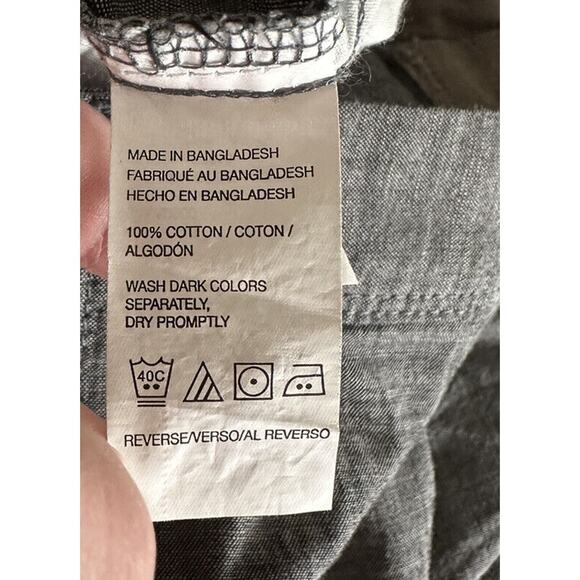 MADE IN BANGLADESH
FABRIQUÉ AU BANGLADESH
HECHO EN BANGLADESH
100% COTTON / COTON /
ALGODÓN
WASH DARK COLORS
SEPARATELY,
DRY PROMPTLY
40C
REVERSE/VERSO/AL REVERSO